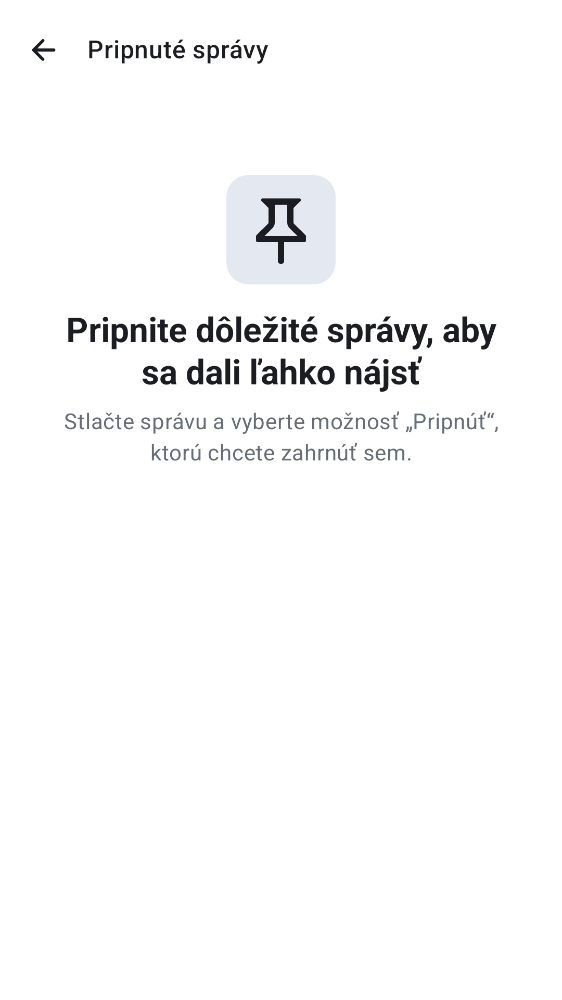 Pripnuté správy
Pripnite dôležité správy, aby
sa dali ľahko nájsť
Stlačte správu a vyberte možnosť „Pripnúť“,
ktorú chcete zahrnúť sem.